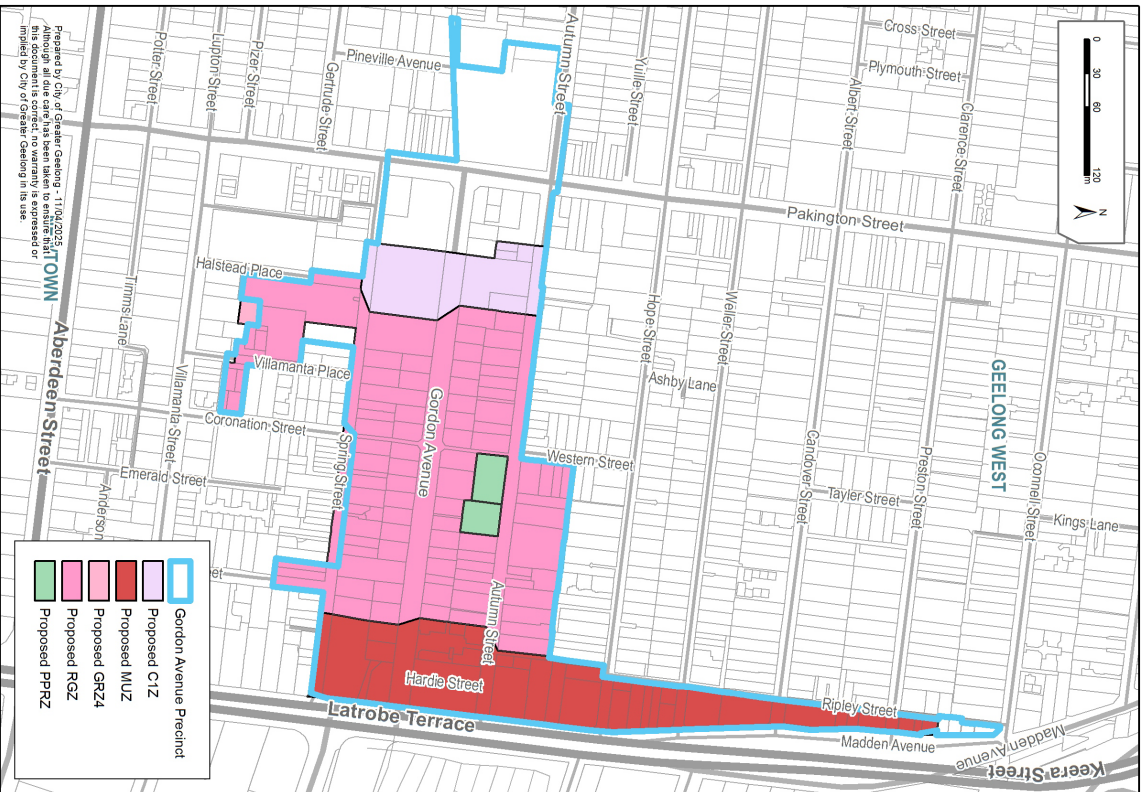 Cross Street
Plymouth Street
Clarence Street
Albert Street
Yuille Street
Autumn Street
Pineville Avenue
Gertrude Street
Pizer Street
Lupton Street
Potter Street
0 30 60 120
m
N
Pakington Street
Prepared by City of Greater Geelong - 11/04/2025
Although all due care has been taken to ensure that
this document is correct, no warranty is expressed or
implied by City of Greater Geelong in its use.
TOWN
Halstead Place
Timms Lane
Villamanta Place
Villamanta Street
Coronation Street
Aberdeen Street
Emerald Street
Anderson
Spring Street
Gordon Avenue
Hope Street
Weller Street
Ashby Lane
Western Street
GEELONG WEST
Candover Street
Preston Street
Oconnell Street
Tayler Street
Kings Lane
Autumn Street
Hardie Street
Latrobe Terrace
Ripley Street
Madden Avenue
Madden Avenue
Keera Street
eet
Gordon Avenue Precinct
Proposed C1Z
Proposed MUZ
Proposed GRZ4
Proposed RGZ
Proposed PPRZ